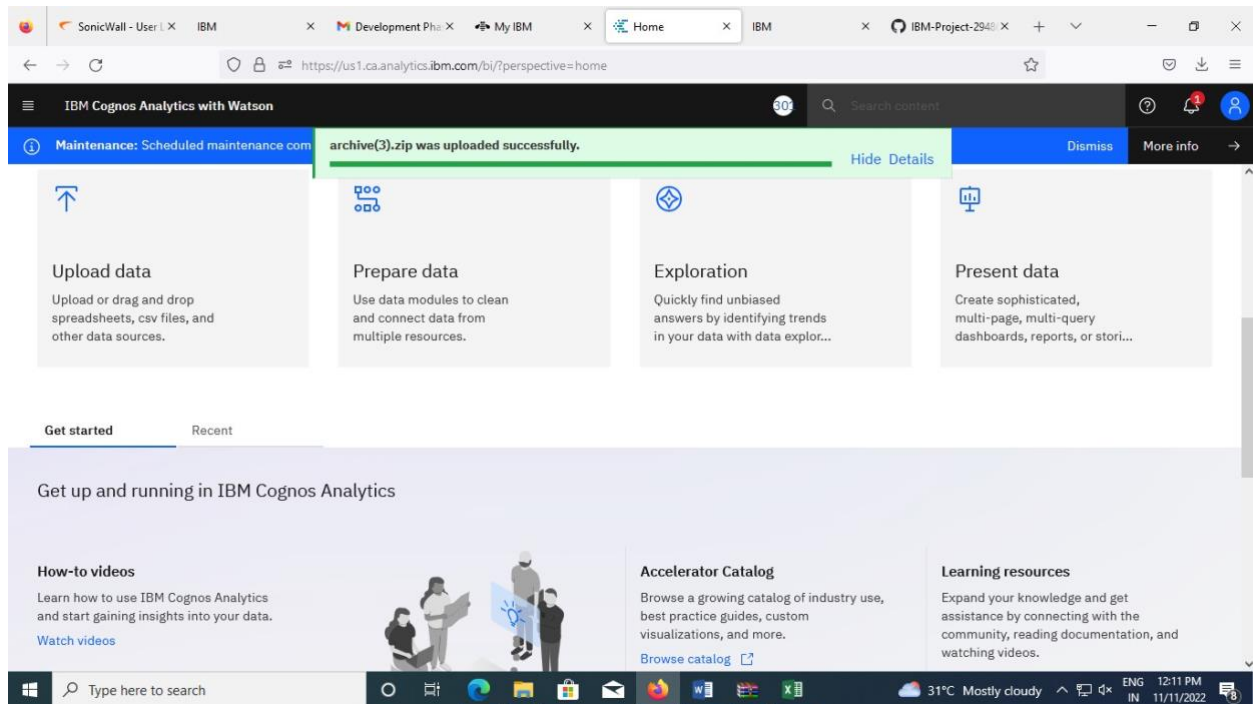 SonicWall - User L
IBM
Development Pha
My IBM
Home
IBM
IBM-Project-2948
https://us1.ca.analytics.ibm.com/bi/?perspective=home
IBM Cognos Analytics with Watson
Search content
1
Maintenance: Scheduled maintenance com
archive(3).zip was uploaded successfully.
Hide Details
Dismiss
More info
Upload data
Upload or drag and drop
spreadsheets, csv files, and
other data sources.
Prepare data
Use data modules to clean
and connect data from
multiple resources.
Exploration
Quickly find unbiased
answers by identifying trends
in your data with data explor...
Present data
Create sophisticated,
multi-page, multi-query
dashboards, reports, or stori...
Get started
Recent
Get up and running in IBM Cognos Analytics
How-to videos
Learn how to use IBM Cognos Analytics
and start gaining insights into your data.
Watch videos
Accelerator Catalog
Browse a growing catalog of industry use,
best practice guides, custom
visualizations, and more.
Browse catalog
Learning resources
Expand your knowledge and get
assistance by connecting with the
community, reading documentation, and
watching videos.
Type here to search
31°C Mostly cloudy
ENG
IN
12:11 PM
11/11/2022
8